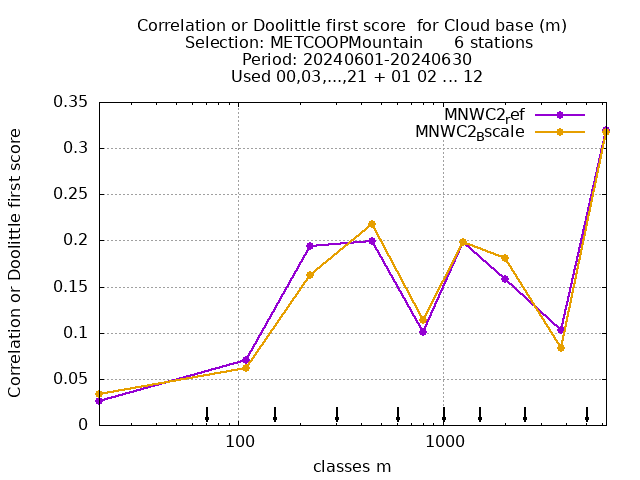 Correlation or Doolittle first score  for Cloud base (m)
Selection: METCOOPMountain      6 stations
Period: 20240601-20240630
Used 00,03,...,21 + 01 02 ... 12
Correlation or Doolittle first score
0.35
0.3
0.25
0.2
0.15
0.1
0.05
0
MNWC2ref
MNWC2Bscale
100
1000
classes m